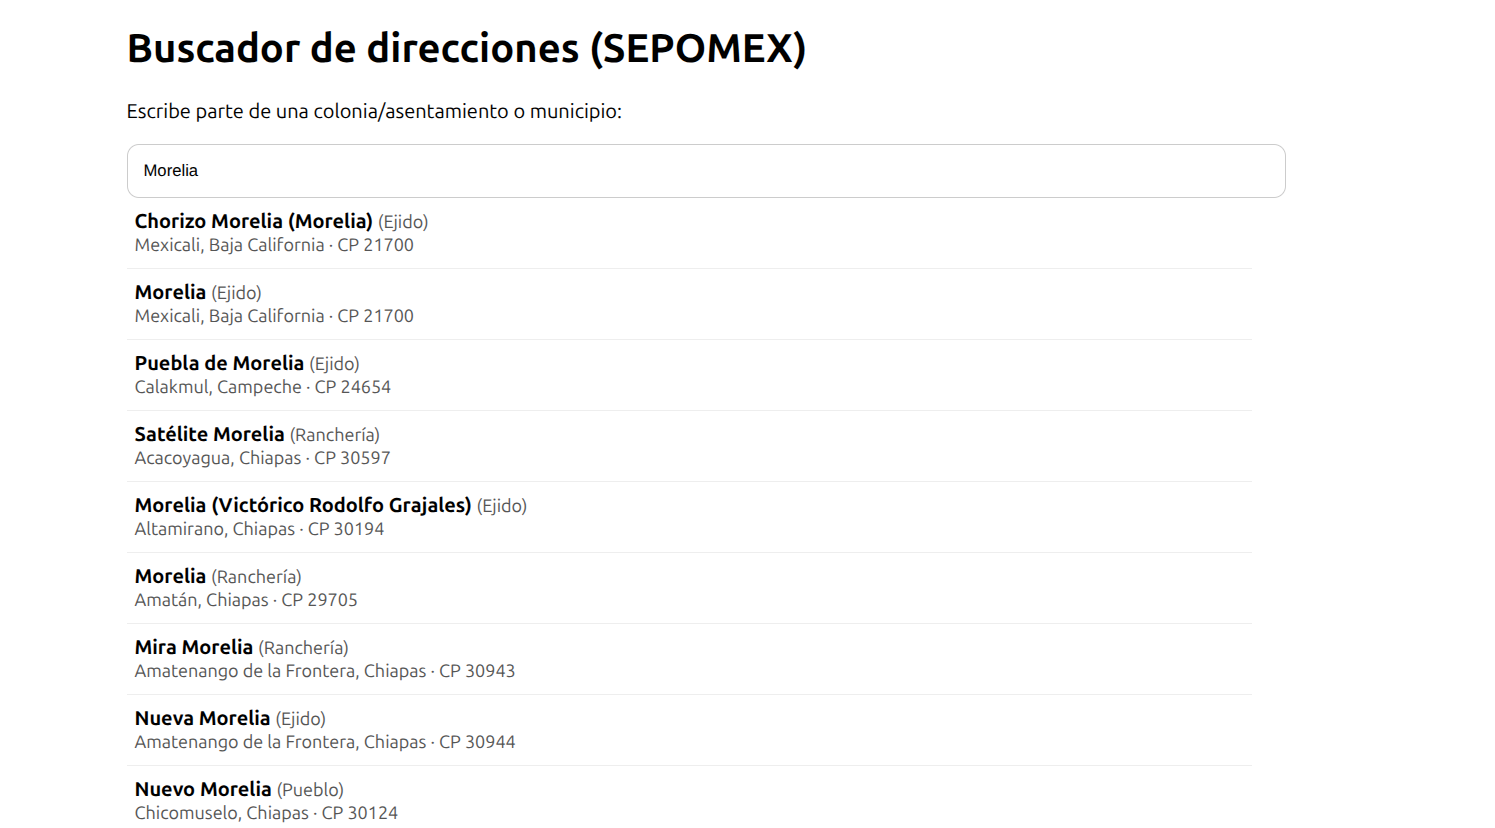 Buscador de direcciones (SEPOMEX)
Escribe parte de una colonia/asentamiento o municipio:
Morelia
Chorizo Morelia (Morelia) (Ejido)
Mexicali, Baja California · CP 21700
Morelia (Ejido)
Mexicali, Baja California · CP 21700
Puebla de Morelia (Ejido)
Calakmul, Campeche · CP 24654
Satélite Morelia (Ranchería)
Acacoyagua, Chiapas · CP 30597
Morelia (Victórico Rodolfo Grajales) (Ejido)
Altamirano, Chiapas · CP 30194
Morelia (Ranchería)
Amatán, Chiapas · CP 29705
Mira Morelia (Ranchería)
Amatenango de la Frontera, Chiapas · CP 30943
Nueva Morelia (Ejido)
Amatenango de la Frontera, Chiapas · CP 30944
Nuevo Morelia (Pueblo)
Chicomuselo, Chiapas · CP 30124